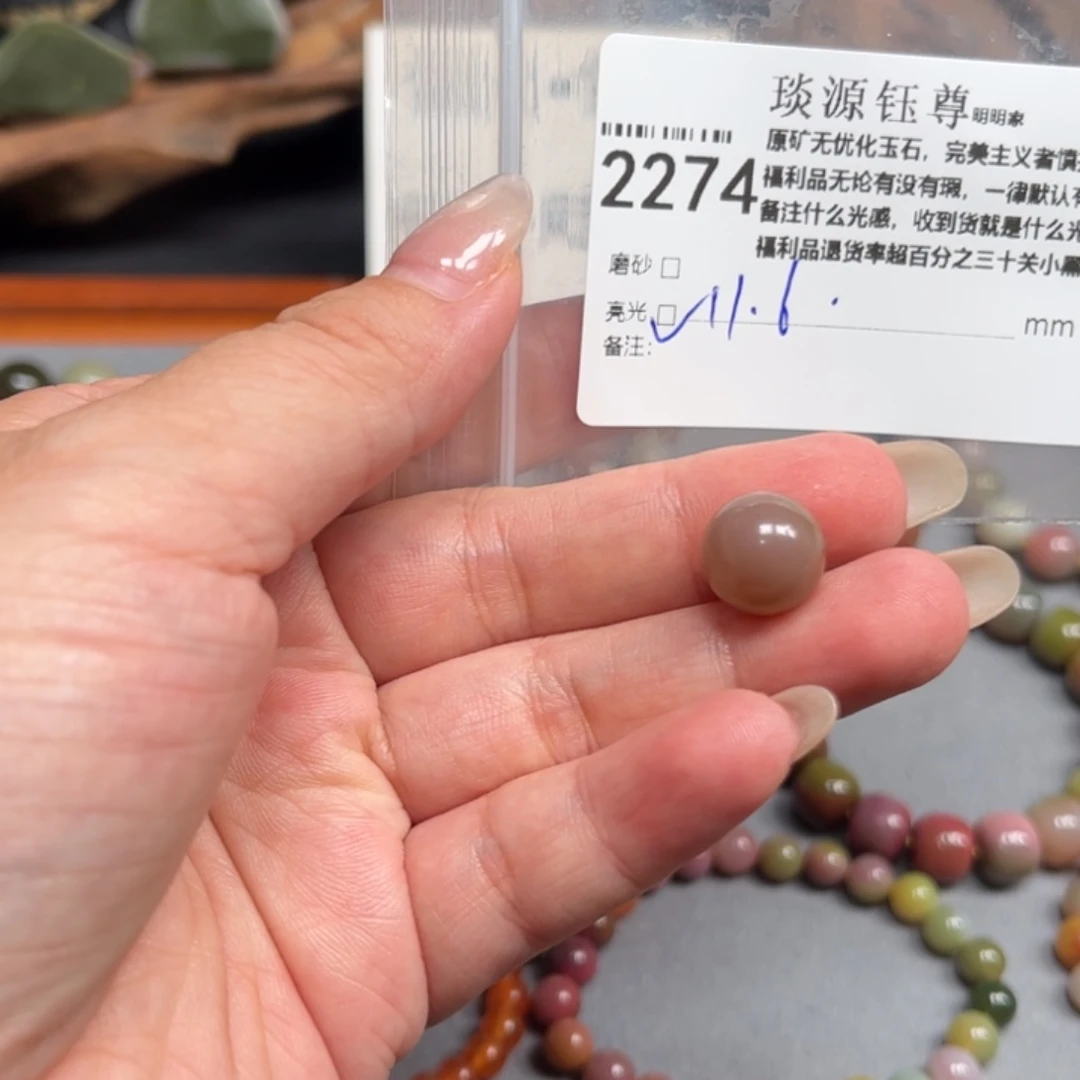 琰源钰尊明明家
原矿无优化玉石，完美主义者慎
2274
福利品无论有没有瑕，一律默认
备注什么光感，收到货就是什么光
福利品退货率超百分之三十关小黑
磨砂 □
亮光 □✓ 11.6 mm
备注：